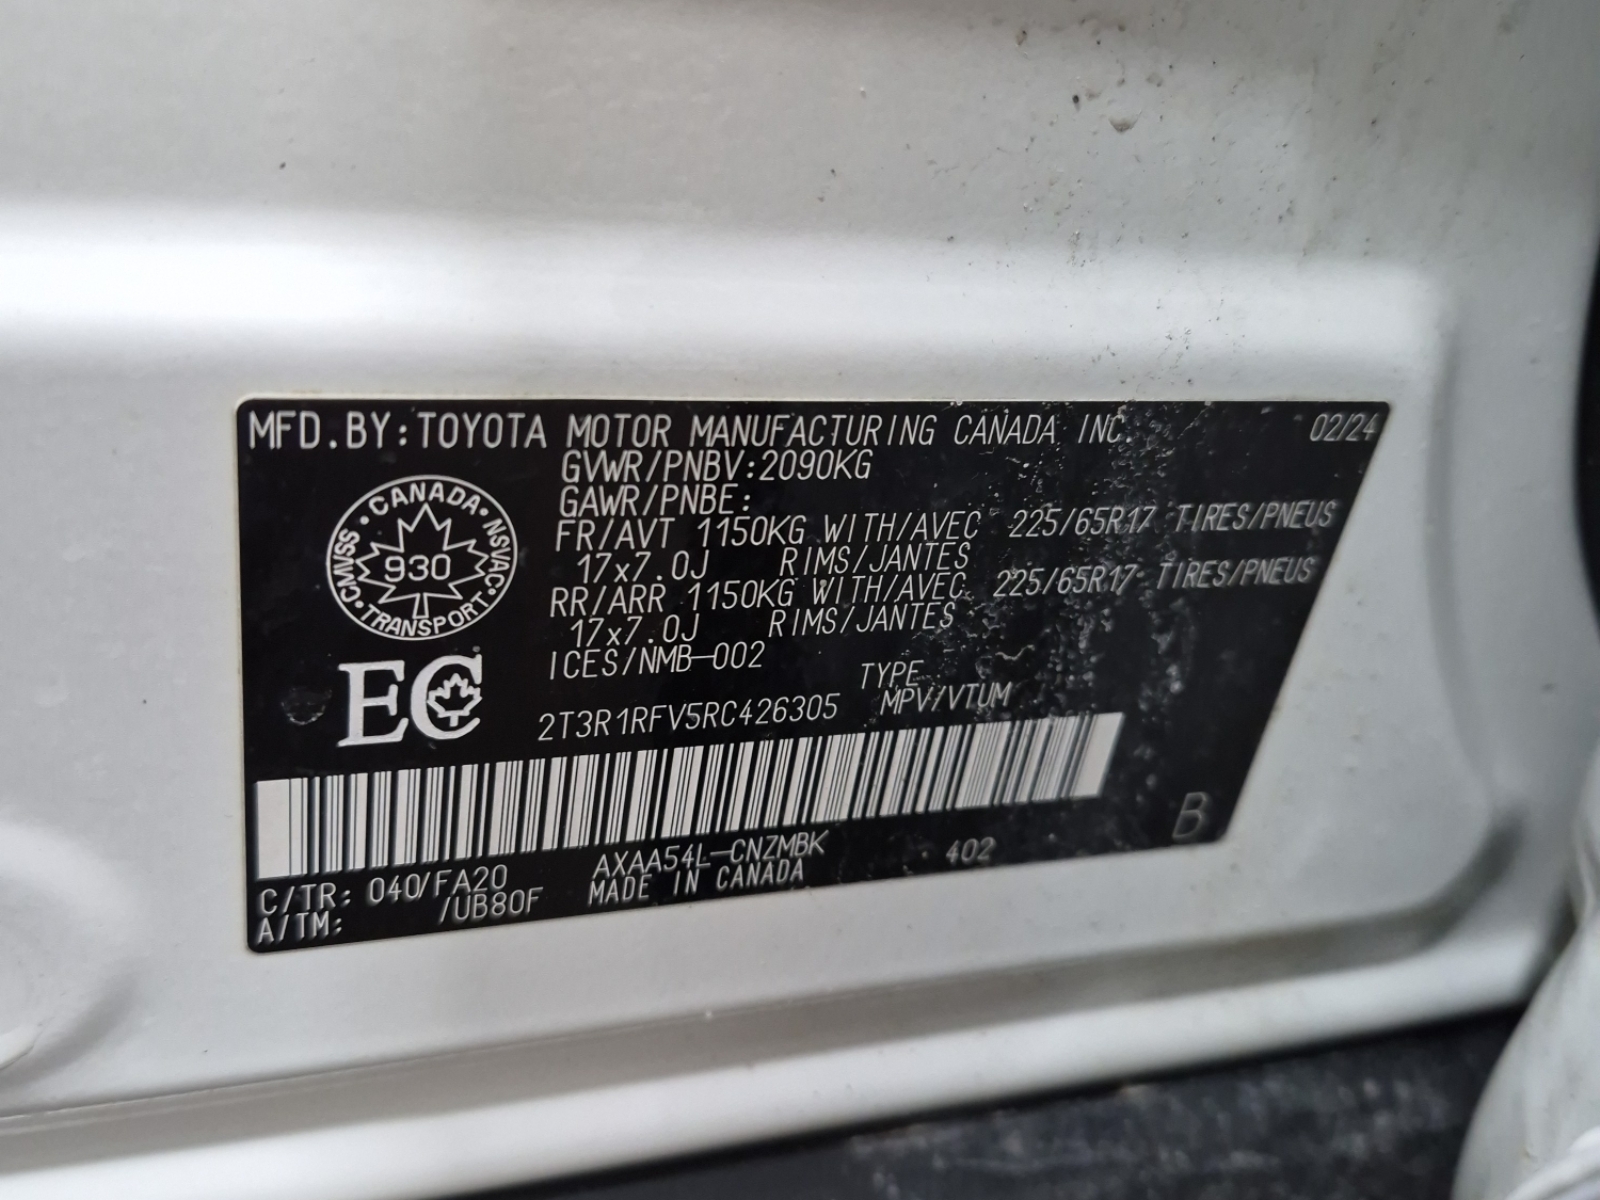 MFD.BY:TOYOTA MOTOR MANUFACTURING CANADA INC. 02/24
GVWR/PNBV:2090KG
GAWR/PNBE:
FR/AVT 1150KG WITH/AVEC 225/65R17 TIRES/PNEUS
17x7.0J RIMS/JANTES
RR/ARR 1150KG WITH/AVEC 225/65R17 TIRES/PNEUS
17x7.0J RIMS/JANTES
ICES/NMB-002
CANADA · NSVAC · TRANSPORT · CMVSS ·
930
EC
TYPE
2T3R1RFV5RC426305 MPV/VTUM
B
C/TR: 040/FA20 AXAA54L-CNZMBK 402
A/TM: /UB80F MADE IN CANADA